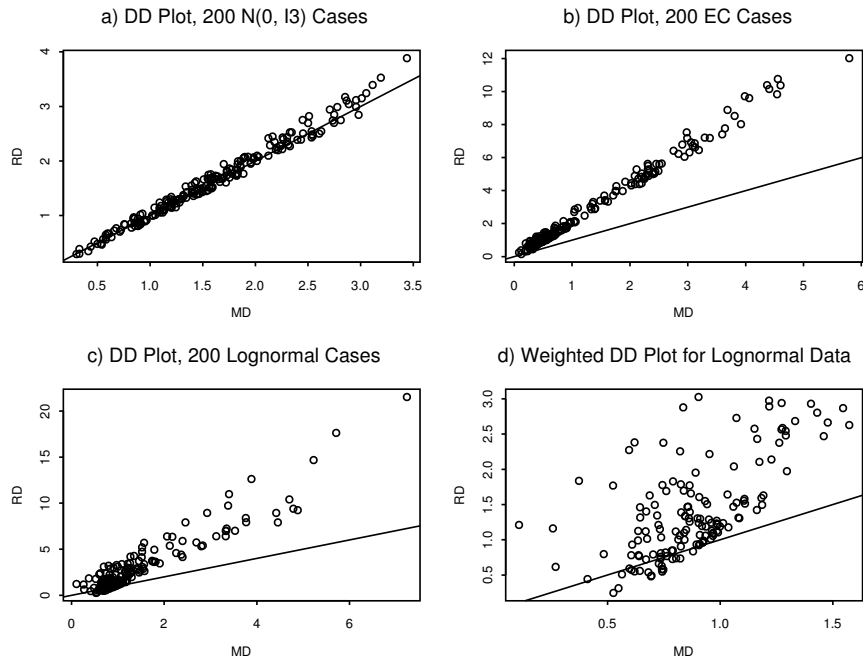 a) DD Plot, 200 N(0, I3) Cases
4
3
2
1
RD
0.5 1.0 1.5 2.0 2.5 3.0 3.5
MD
b) DD Plot, 200 EC Cases
12
10
8
6
4
2
0
RD
0 1 2 3 4 5 6
MD
c) DD Plot, 200 Lognormal Cases
20
15
10
5
0
RD
0 2 4 6
MD
d) Weighted DD Plot for Lognormal Data
3.0
2.5
2.0
1.5
1.0
0.5
RD
0.5 1.0 1.5
MD